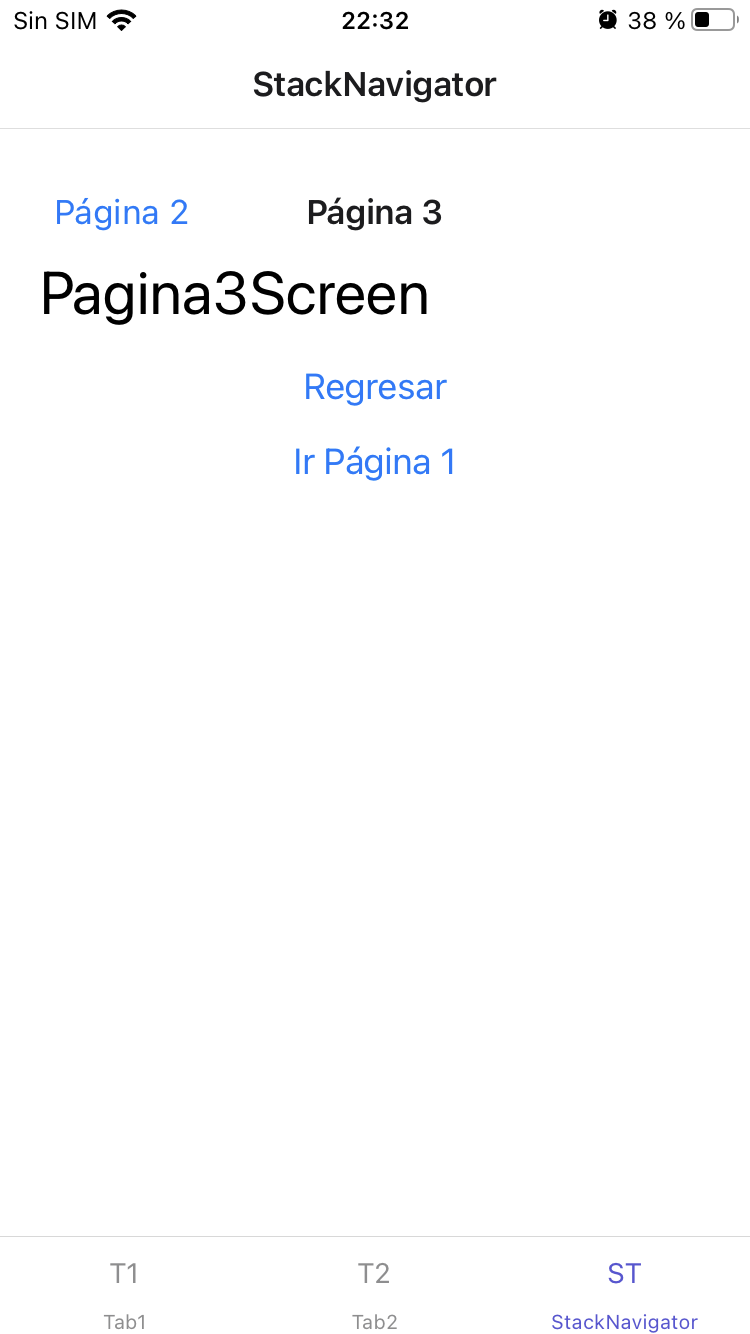 Sin SIM 22:32 38 %
StackNavigator
Página 2 Página 3
Pagina3Screen
Regresar
Ir Página 1
T1 T2 ST
Tab1 Tab2 StackNavigator